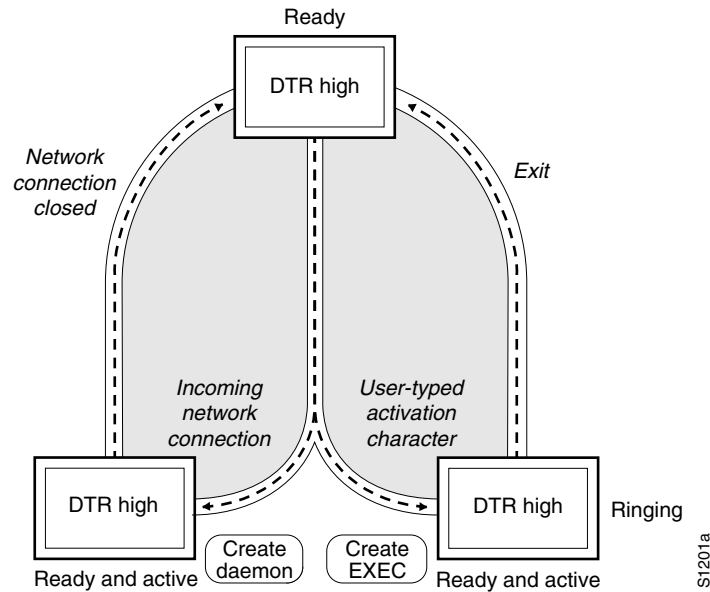 Ready
DTR high
Network
connection
closed
Exit
Incoming
network
connection
User-typed
activation
character
DTR high
DTR high
Ringing
Create
daemon
Create
EXEC
Ready and active
Ready and active
S1201a